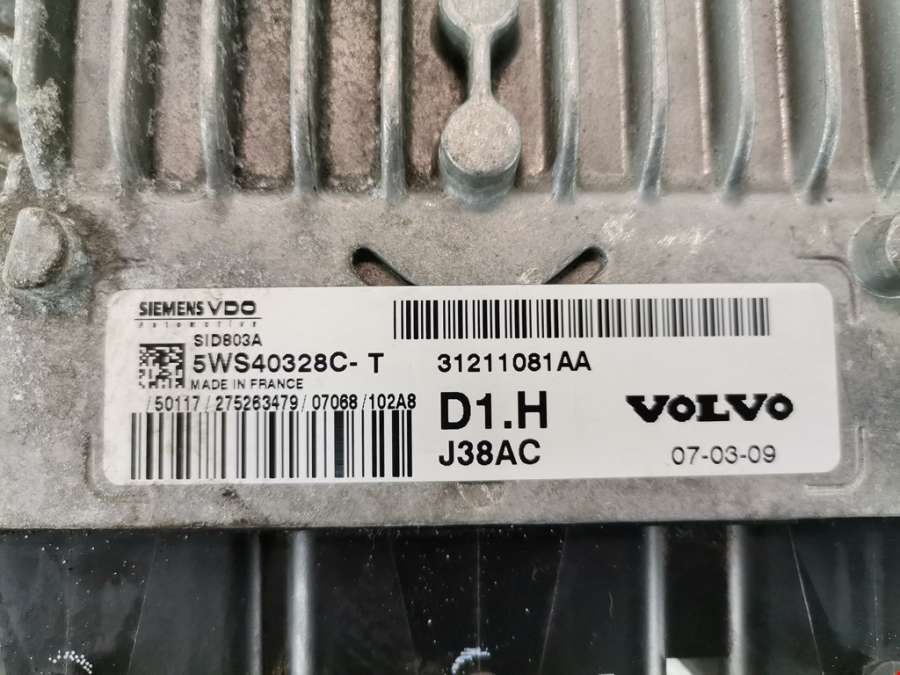 SIEMENS VDO
Automotive
SID803A
5WS40328C-T
MADE IN FRANCE
/50117/275263479/07068/102A8
31211081AA
D1.H
J38AC
VOLVO
07-03-09